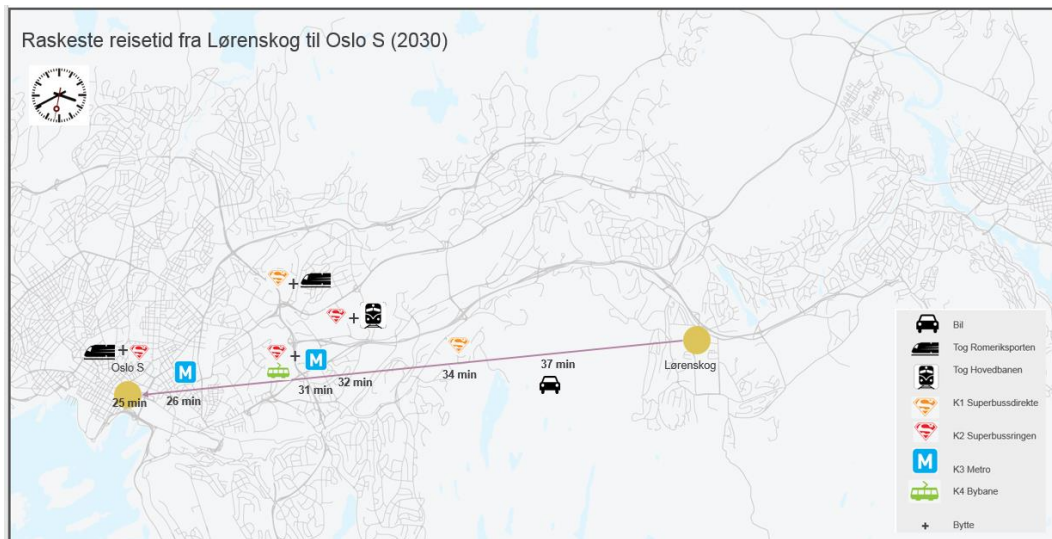 Raskeste reisetid fra Lørenskog til Oslo S (2030)
Oslo S
M
M
25 min
26 min
31 min
32 min
34 min
37 min
Lørenskog
Bil
Tog Romeriksporten
Tog Hovedbanen
K1 Superbussdirekte
K2 Superbussringen
M
K3 Metro
K4 Bybane
+ Bytte